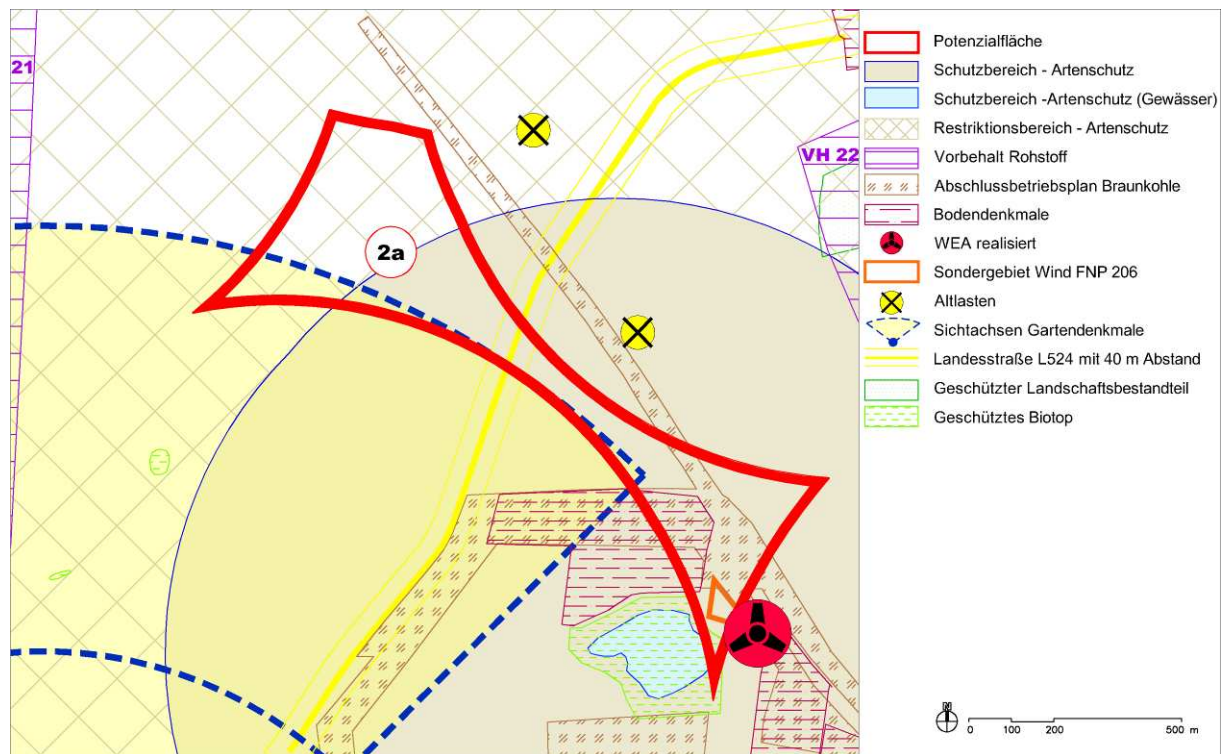 21
2a
VH 22
Potenzialfläche
Schutzbereich - Artenschutz
Schutzbereich -Artenschutz (Gewässer)
Restriktionsbereich - Artenschutz
Vorbehalt Rohstoff
Abschlussbetriebsplan Braunkohle
Bodendenkmale
WEA realisiert
Sondergebiet Wind FNP 206
Altlasten
Sichtachsen Gartendenkmale
Landesstraße L524 mit 40 m Abstand
Geschützter Landschaftsbestandteil
Geschütztes Biotop
N
0 100 200 500 m